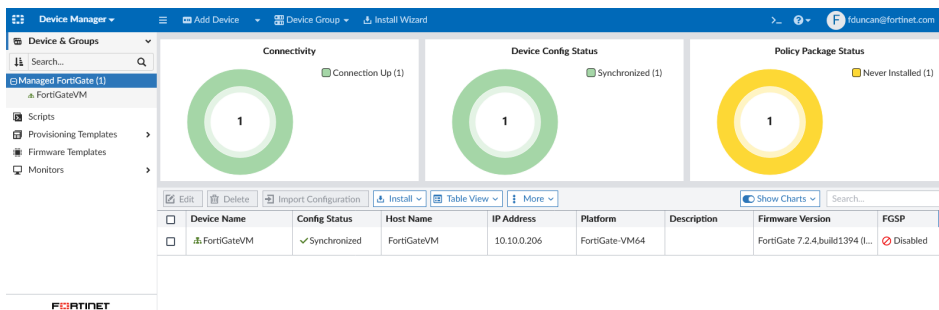 Device Manager Add Device Device Group Install Wizard >_ ? F fduncan@fortinet.com
Device & Groups
Search...
Managed FortiGate (1)
FortiGateVM
Scripts
Provisioning Templates
Firmware Templates
Monitors
FORTINET
Connectivity
Connection Up (1)
1
Device Config Status
Synchronized (1)
1
Policy Package Status
Never Installed (1)
1
Edit Delete Import Configuration Install Table View More Show Charts Search...
Device Name Config Status Host Name IP Address Platform Description Firmware Version FGSP
FortiGateVM Synchronized FortiGateVM 10.10.0.206 FortiGate-VM64 FortiGate 7.2.4,build1394 (I... Disabled